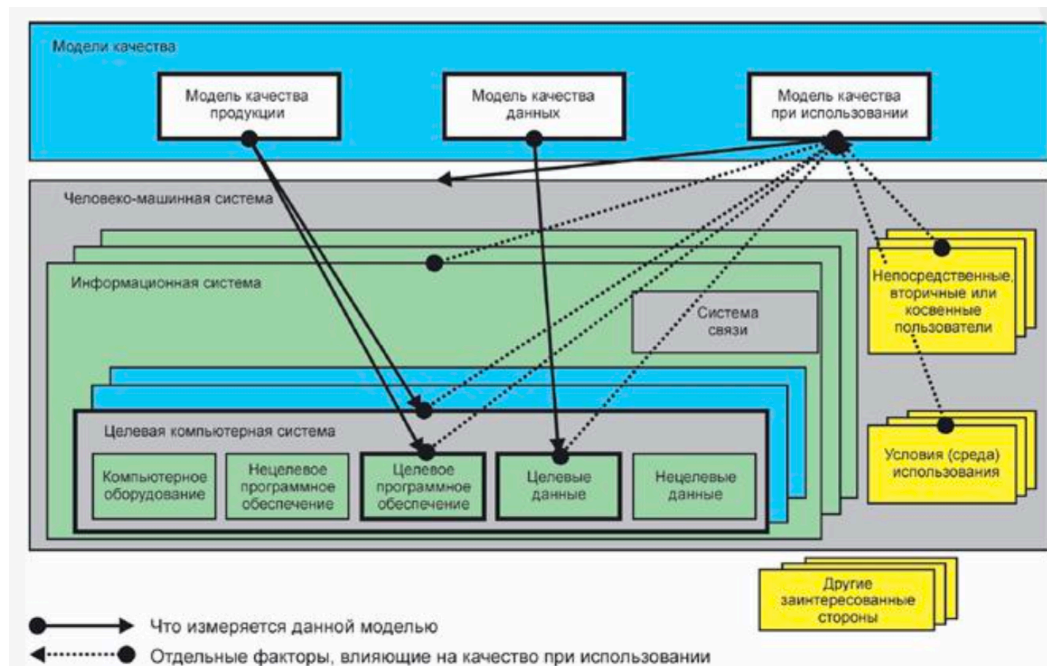 Модели качества
Модель качества
продукции
Модель качества
данных
Модель качества
при использовании
Человеко-машинная система
Информационная система
Система
связи
Непосредственные,
вторичные или
косвенные
пользователи
Целевая компьютерная система
Компьютерное
оборудование
Нецелевое
программное
обеспечение
Целевое
программное
обеспечение
Целевые
данные
Нецелевые
данные
Условия (среда)
использования
Другие
заинтересованные
стороны
Что измеряется данной моделью
Отдельные факторы, влияющие на качество при использовании